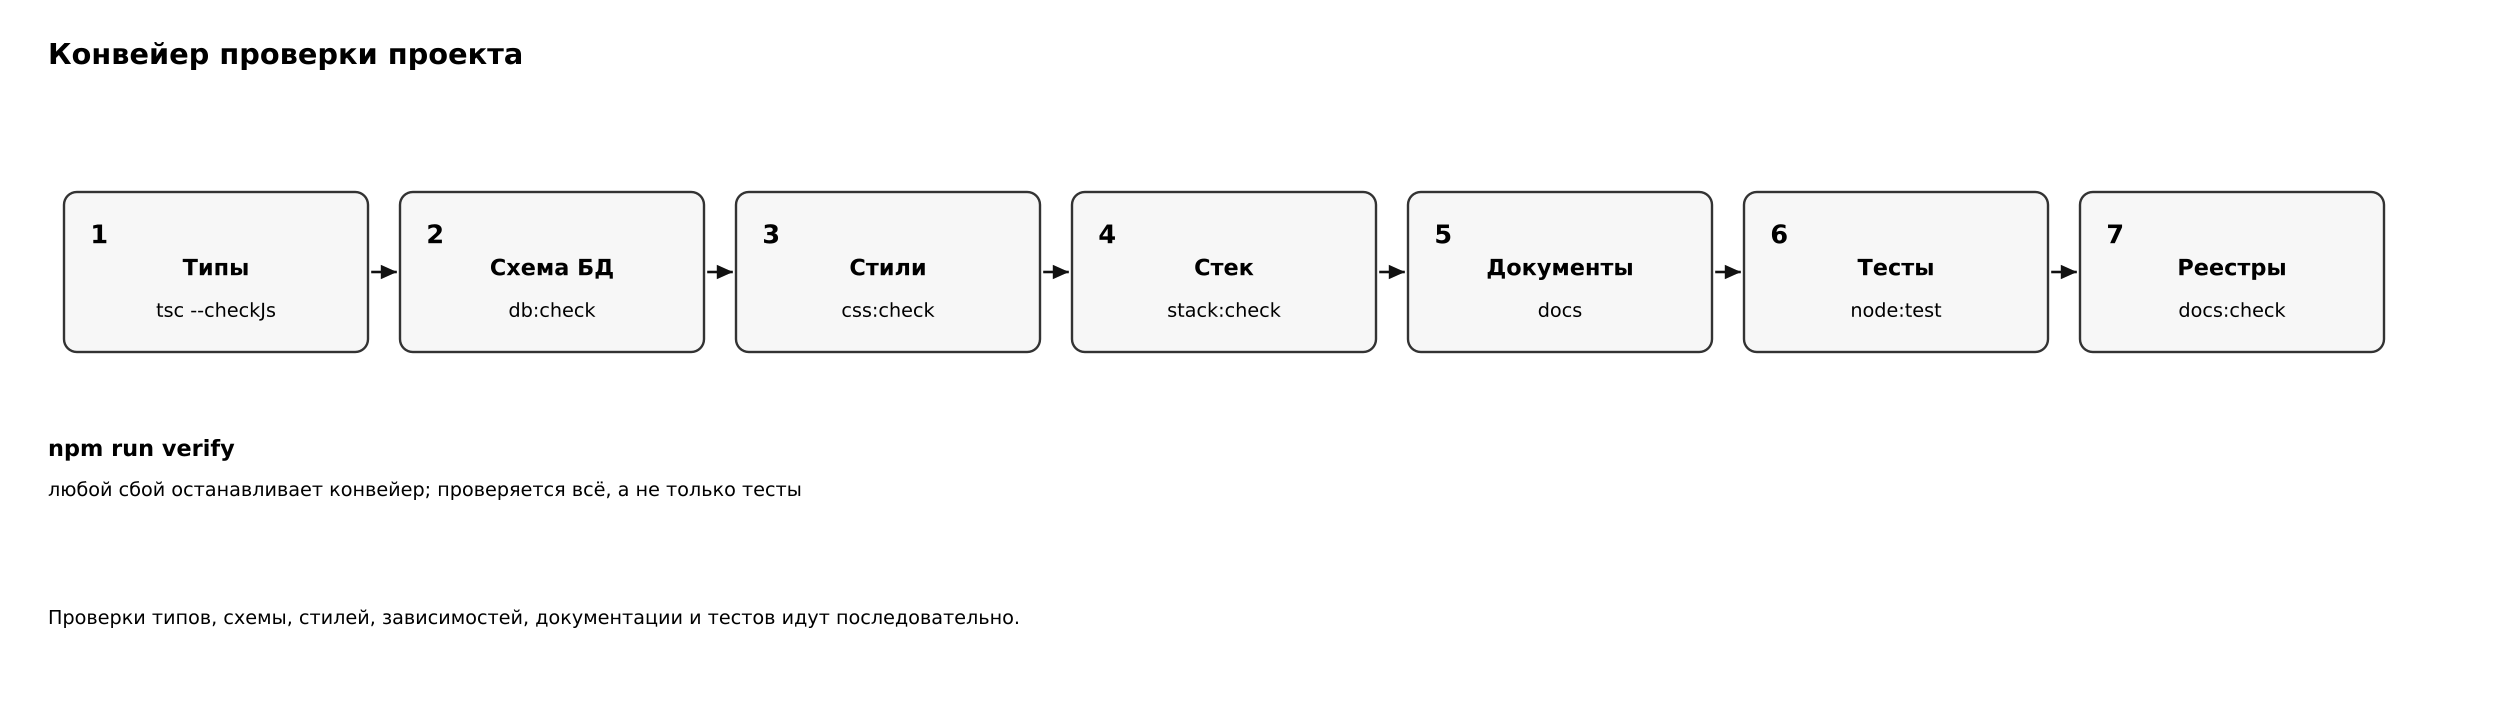 Конвейер проверки проекта
1
Типы
tsc --checkJs
2
Схема БД
db:check
3
Стили
css:check
4
Стек
stack:check
5
Документы
docs
6
Тесты
node:test
7
Реестры
docs:check
npm run verify
любой сбой останавливает конвейер; проверяется всё, а не только тесты
Проверки типов, схемы, стилей, зависимостей, документации и тестов идут последовательно.